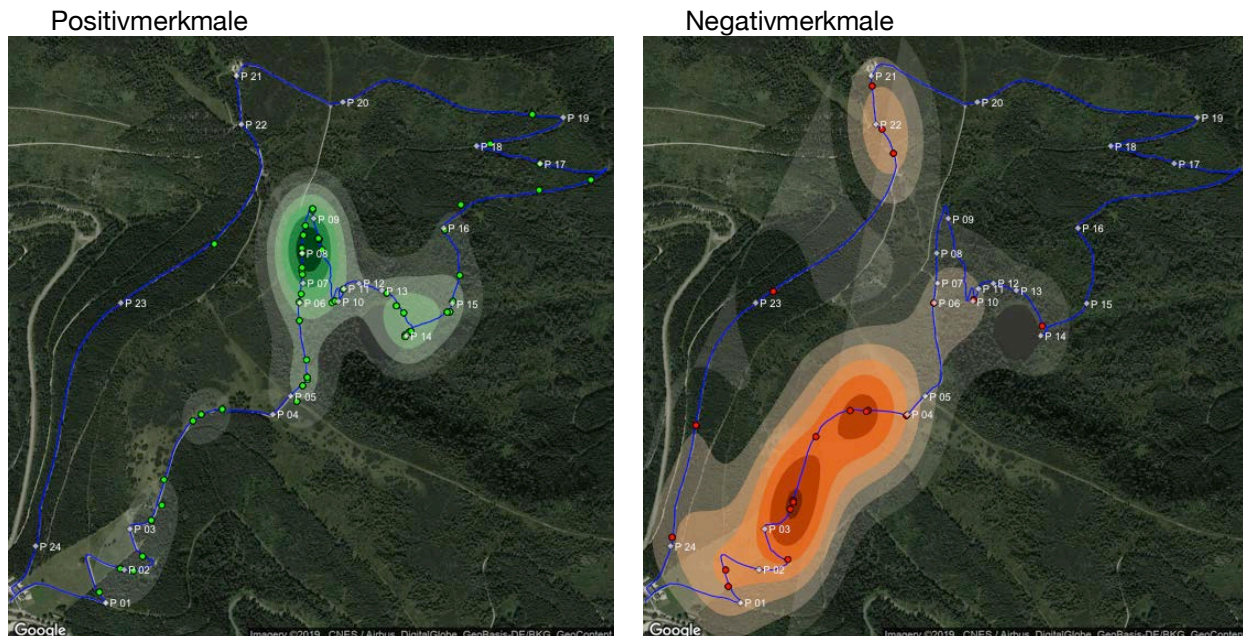 Positivmerkmale
Negativmerkmale
P 21
P 20
P 22
P 19
P 18
P 17
P 09
P 16
P 08
P 07
P 12
P 11
P 13
P 06
P 10
P 23
P 15
P 14
P 05
P 04
P 03
P 24
P 02
P 01
Google
Imagery ©2019 , CNES / Airbus, DigitalGlobe, GeoBasis-DE/BKG, GeoContent
P 21
P 20
P 22
P 19
P 18
P 17
P 09
P 16
P 08
P 07
P 12
P 11
P 13
P 06
P 10
P 23
P 15
P 14
P 05
P 04
P 03
P 24
P 02
P 01
Google
Imagery ©2019 , CNES / Airbus, DigitalGlobe, GeoBasis-DE/BKG, GeoContent